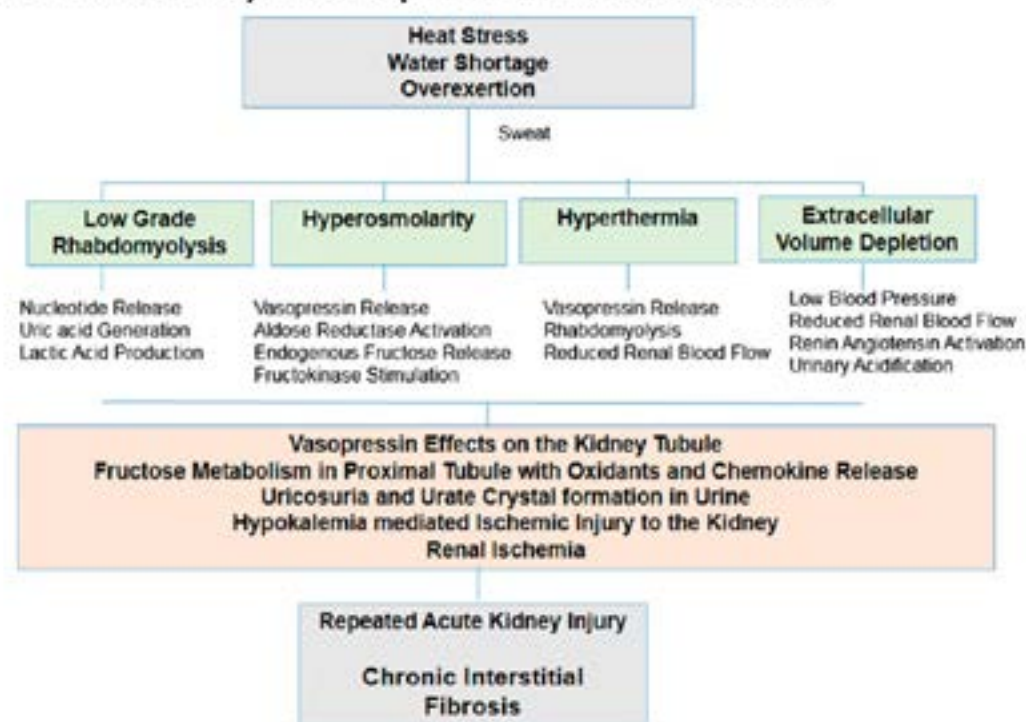 Heat Stress
Water Shortage
Overexertion
Sweat
Low Grade
Rhabdomyolysis
Hyperosmolarity
Hyperthermia
Extracellular
Volume Depletion
Nucleotide Release
Uric acid Generation
Lactic Acid Production
Vasopressin Release
Aldose Reductase Activation
Endogenous Fructose Release
Fructokinase Stimulation
Vasopressin Release
Rhabdomyolysis
Reduced Renal Blood Flow
Low Blood Pressure
Reduced Renal Blood Flow
Renin Angiotensin Activation
Urinary Acidification
Vasopressin Effects on the Kidney Tubule
Fructose Metabolism in Proximal Tubule with Oxidants and Chemokine Release
Uricosuria and Urate Crystal formation in Urine
Hypokalemia mediated Ischemic Injury to the Kidney
Renal Ischemia
Repeated Acute Kidney Injury
Chronic Interstitial
Fibrosis